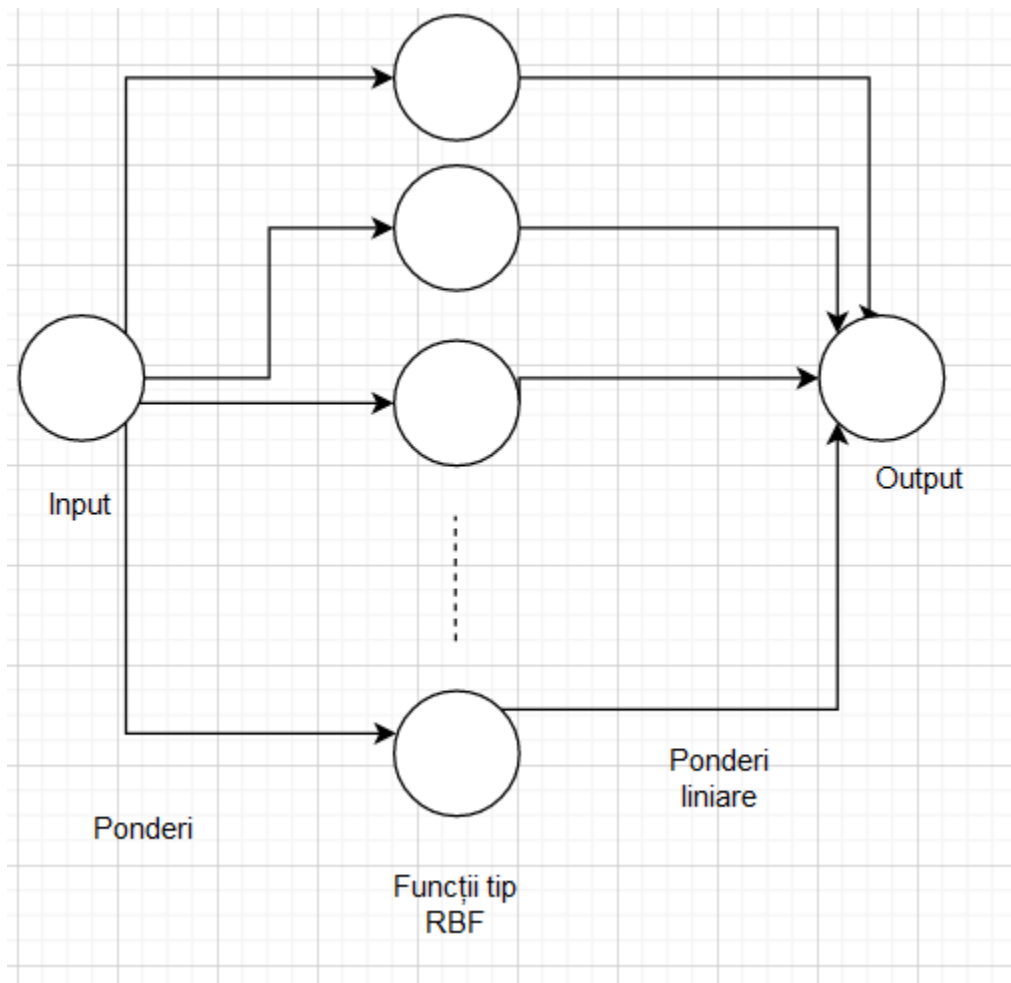 Input
Output
Ponderi
liniare
Ponderi
Funcții tip
RBF